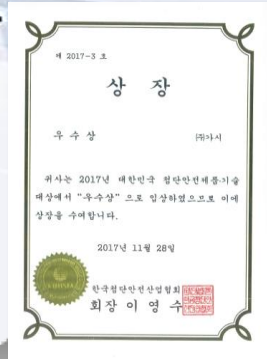 제 2017-3 호
상 장
우 수 상 ㈜가시
귀사는 2017년 대한민국 첨단안전제품·기술
대상에서 "우수상" 으로 입상하였으므로 이에
상장을 수여합니다.
2017년 11월 28일
한국첨단안전산업협회
회장 이 영 수